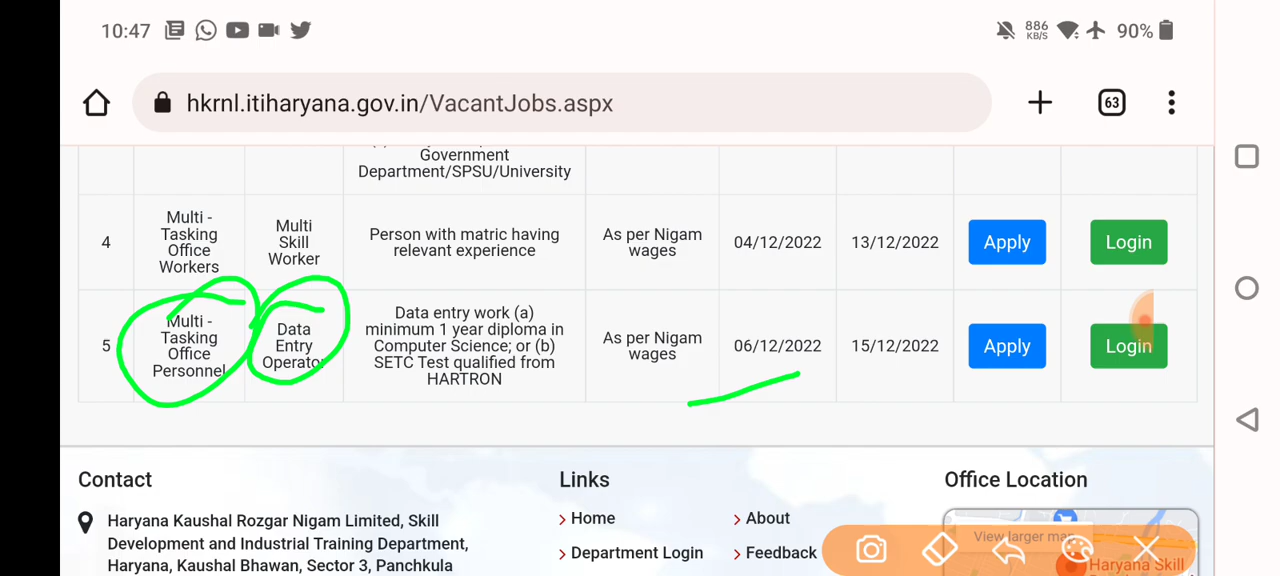 10:47
886
KB/S
90%
hkrnl.itiharyana.gov.in/VacantJobs.aspx
63
Government
Department/SPSU/University
4
Multi -
Tasking
Office
Workers
Multi
Skill
Worker
Person with matric having
relevant experience
As per Nigam
wages
04/12/2022
13/12/2022
Apply
Login
5
Multi -
Tasking
Office
Personnel
Data
Entry
Operator
Data entry work (a)
minimum 1 year diploma in
Computer Science; or (b)
SETC Test qualified from
HARTRON
As per Nigam
wages
06/12/2022
15/12/2022
Apply
Login
Contact
Haryana Kaushal Rozgar Nigam Limited, Skill
Development and Industrial Training Department,
Haryana, Kaushal Bhawan, Sector 3, Panchkula
Links
Home
About
Department Login
Feedback
Office Location
View larger map
Haryana Skill